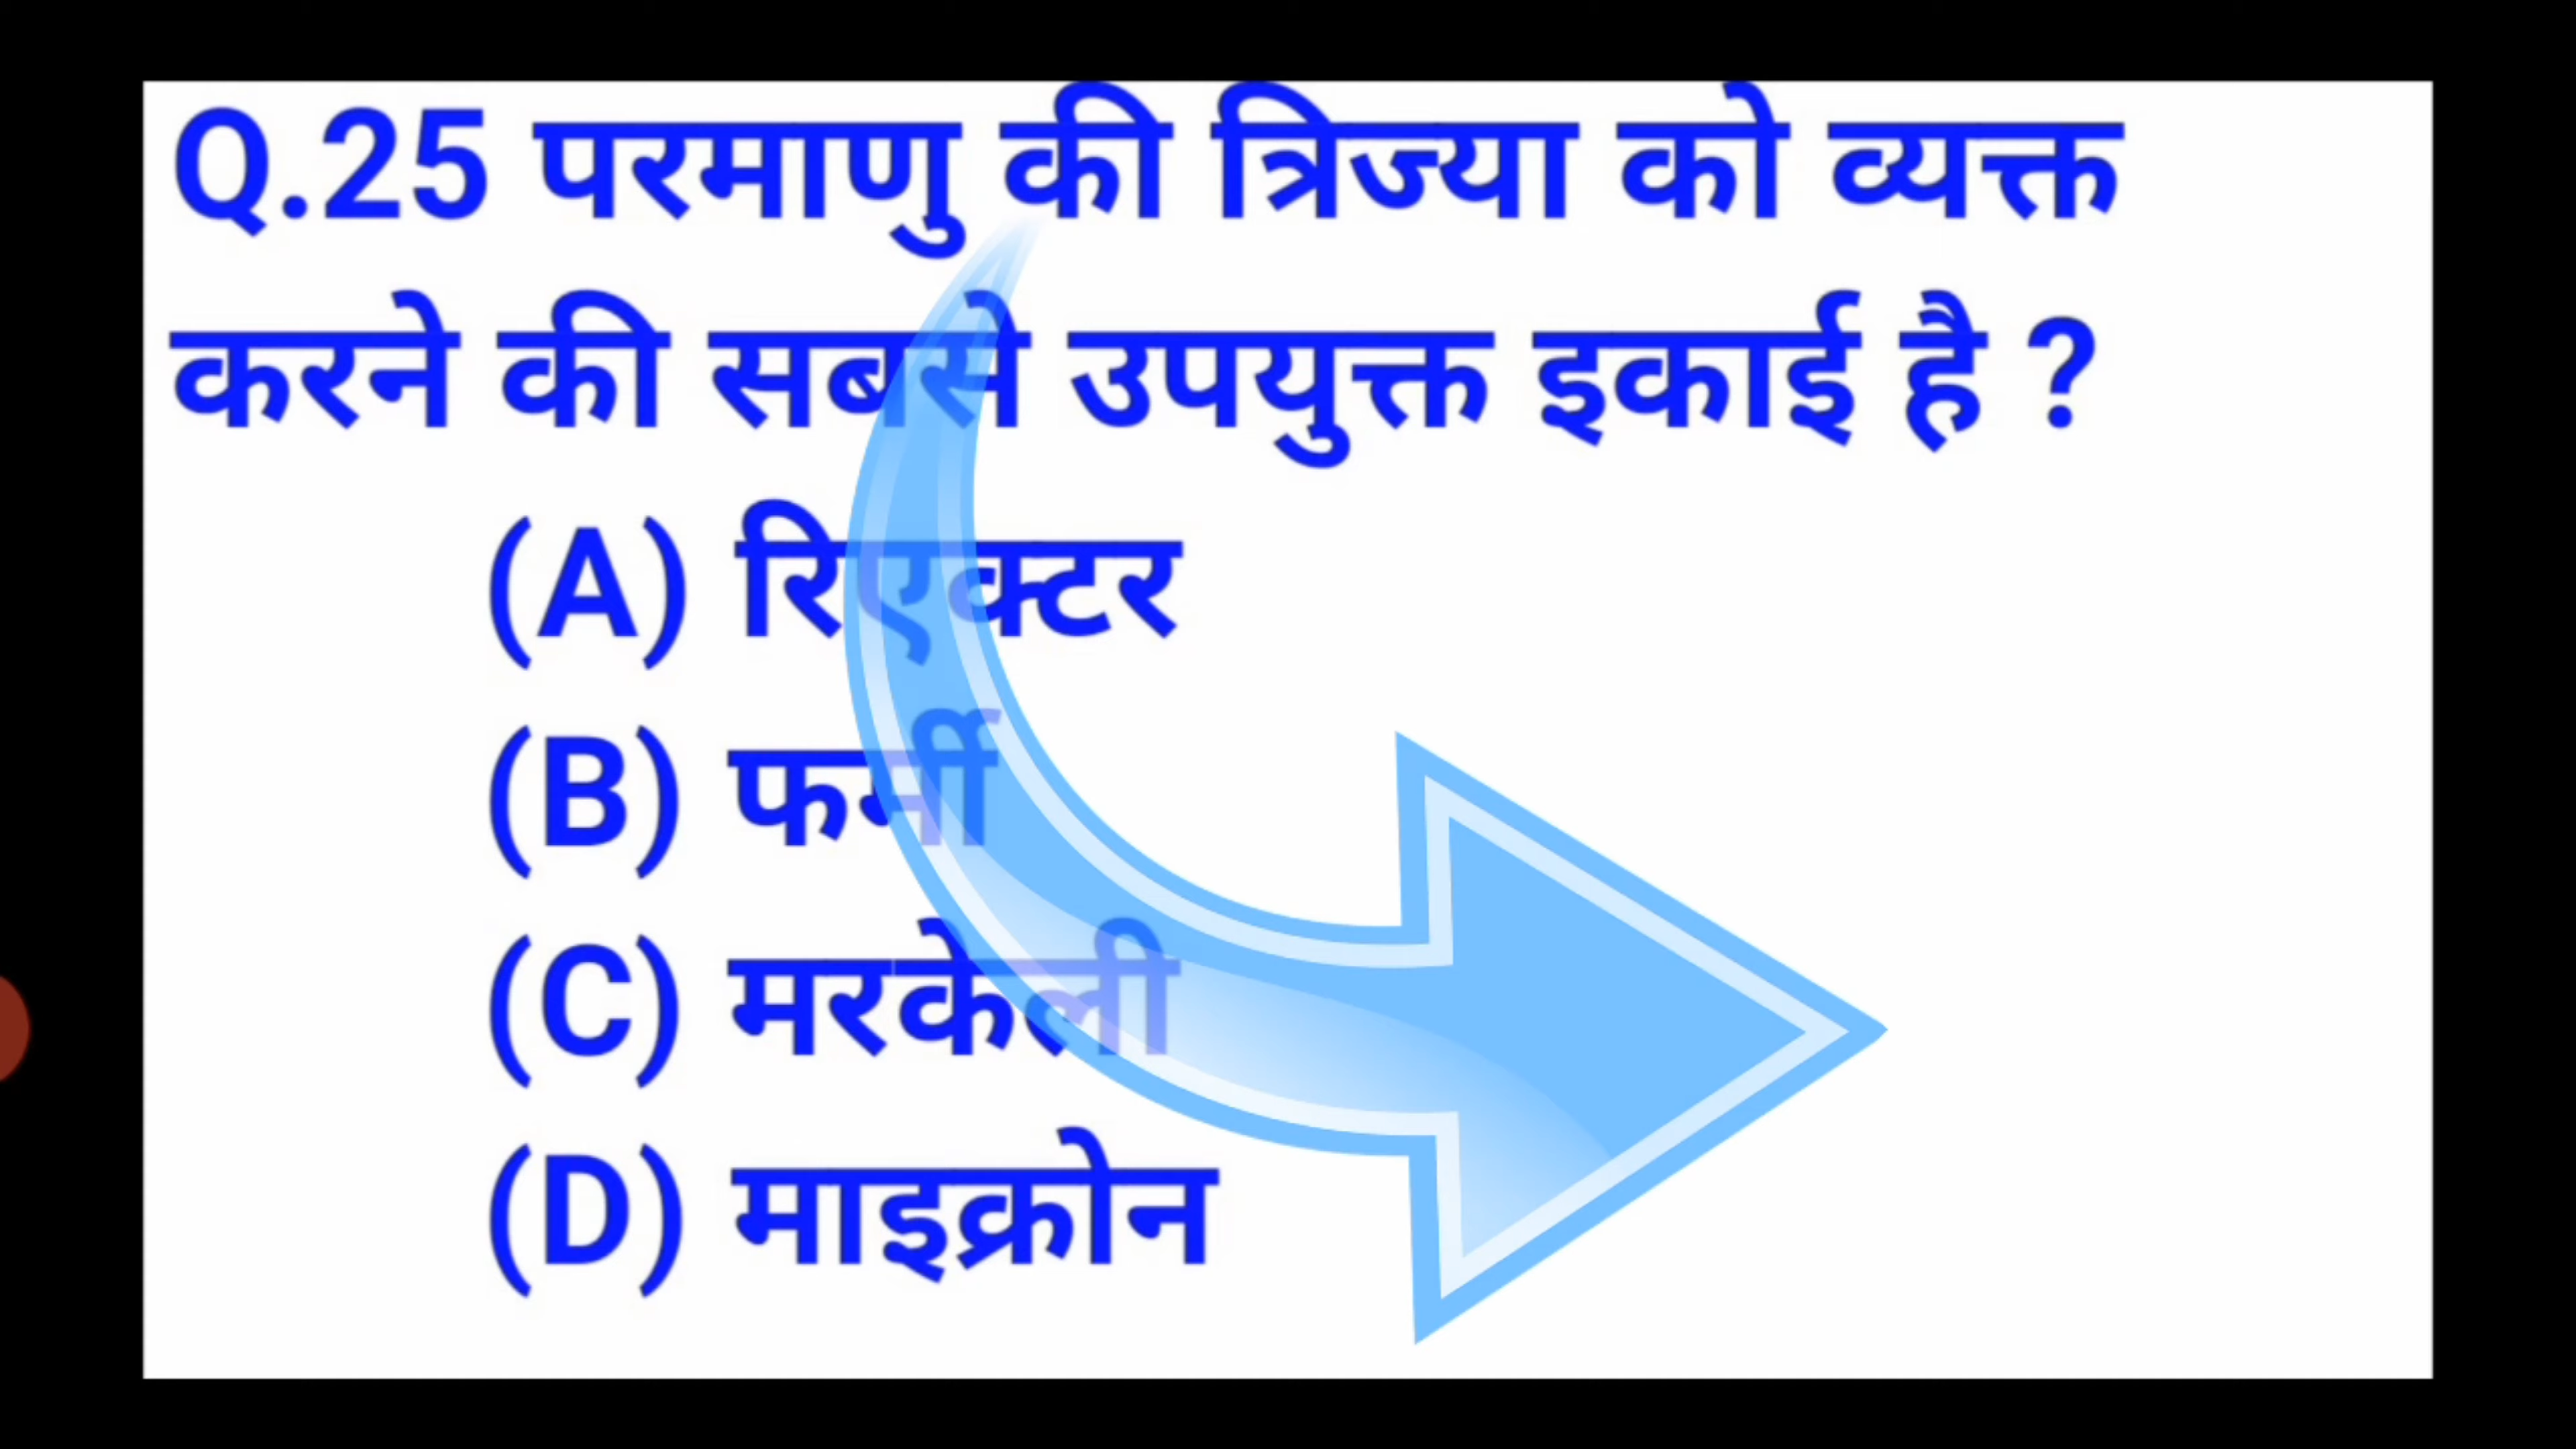 Q.25 परमाणु की त्रिज्या को व्यक्त
करने की सबसे उपयुक्त इकाई है ?
(A) रिएक्टर
(B) फर्मी
(C) मरकेली
(D) माइक्रोन